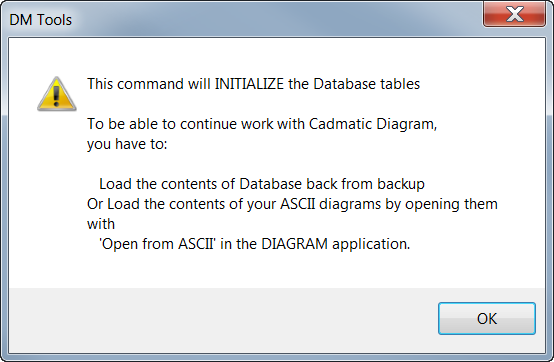 DM Tools
This command will INITIALIZE the Database tables
To be able to continue work with Cadmatic Diagram,
you have to:
Load the contents of Database back from backup
Or Load the contents of your ASCII diagrams by opening them
with
'Open from ASCII' in the DIAGRAM application.
OK